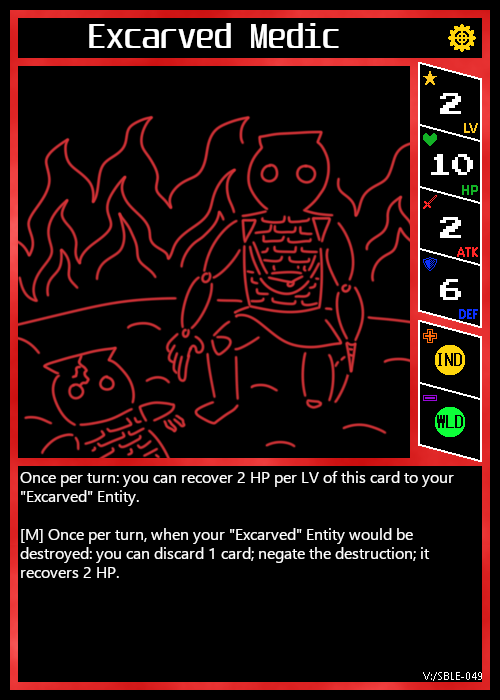 Excarved Medic
2
LV
10
HP
2
ATK
6
DEF
IND
WLD
Once per turn: you can recover 2 HP per LV of this card to your
"Excarved" Entity.
[M] Once per turn, when your "Excarved" Entity would be
destroyed: you can discard 1 card; negate the destruction; it
recovers 2 HP.
V:/SBLE-049